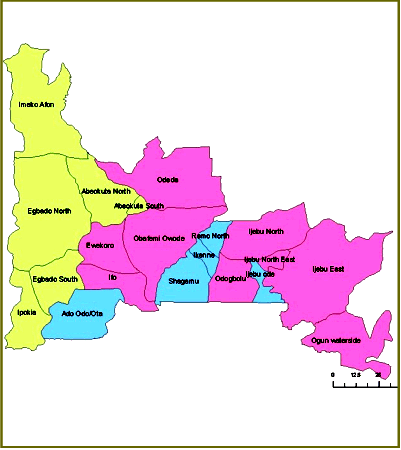 Imeko Afon
Odeda
Abeokuta North
Abeokuta South
Egbado North
Obafemi Owode
Remo North
Ijebu North
Ewekoro
Ikenne
Ijebu North East
Ijebu East
Ijebu ode
Egbado South
Ifo
Shagamu
Odogbolu
Ipokia
Ado Odo/Ota
Ogun waterside
0 12.5 25